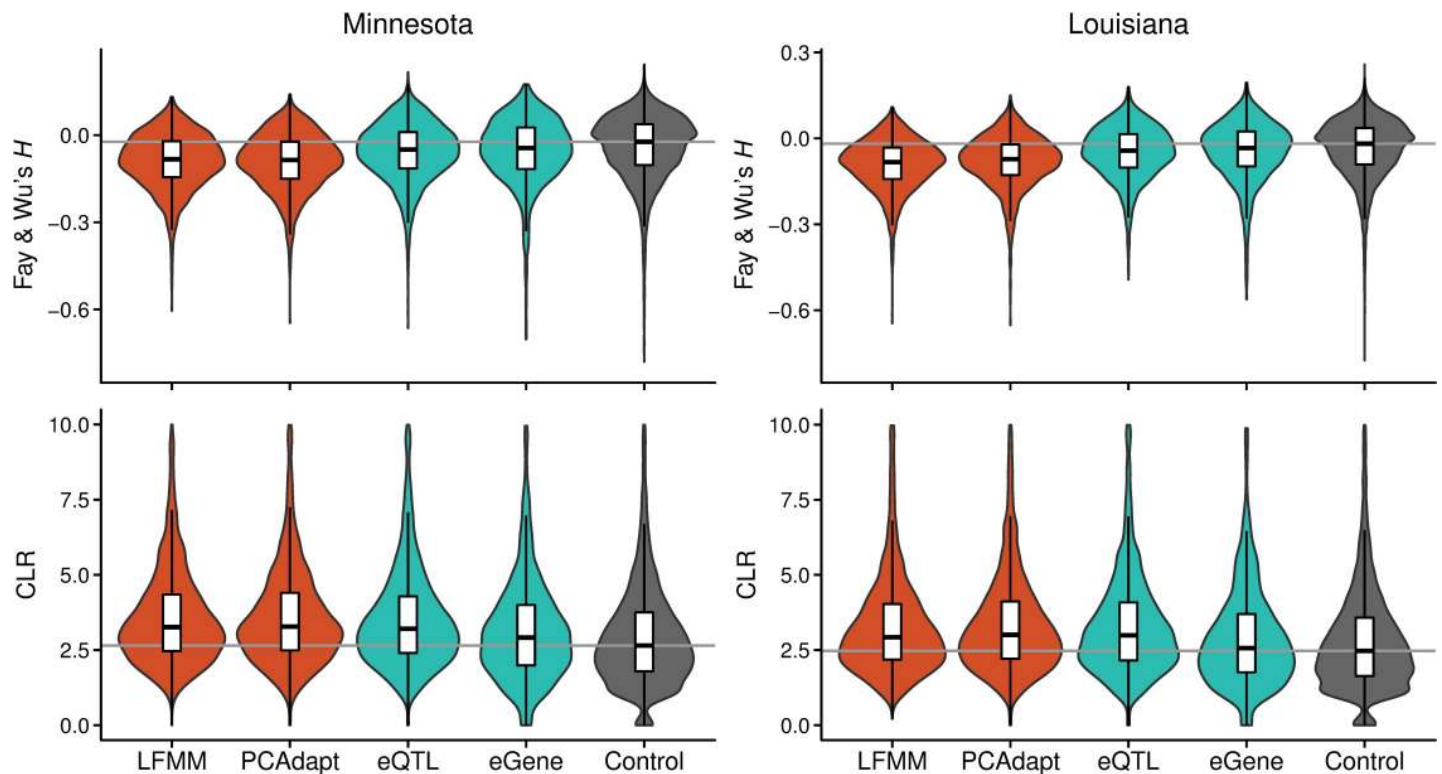 Minnesota
Louisiana
Fay & Wu's H
0.0
−0.3
−0.6
Fay & Wu's H
0.3
0.0
−0.3
−0.6
CLR
10.0
7.5
5.0
2.5
0.0
LFMM PCAdapt eQTL eGene Control
CLR
10.0
7.5
5.0
2.5
0.0
LFMM PCAdapt eQTL eGene Control